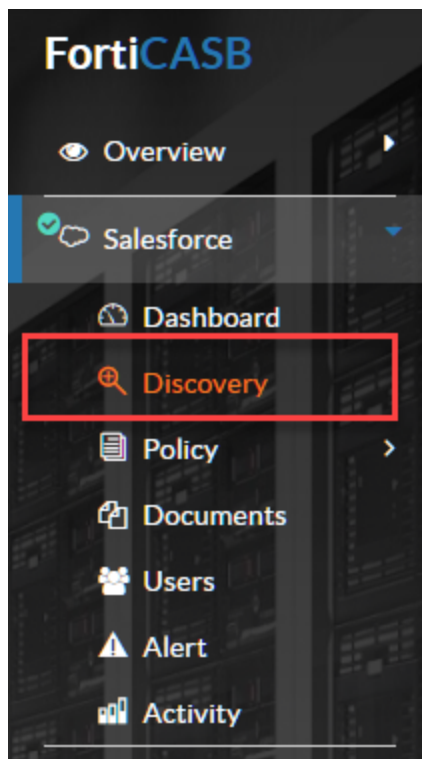 FortiCASB
Overview
Salesforce
Dashboard
Discovery
Policy
Documents
Users
Alert
Activity